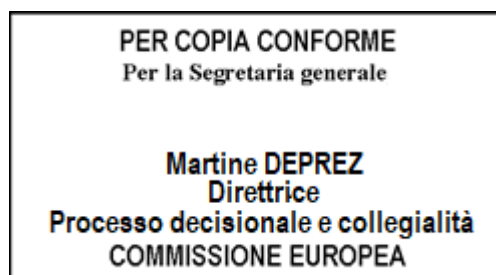 PER COPIA CONFORME
Per la Segretaria generale
Martine DEPREZ
Direttrice
Processo decisionale e collegialità
COMMISSIONE EUROPEA